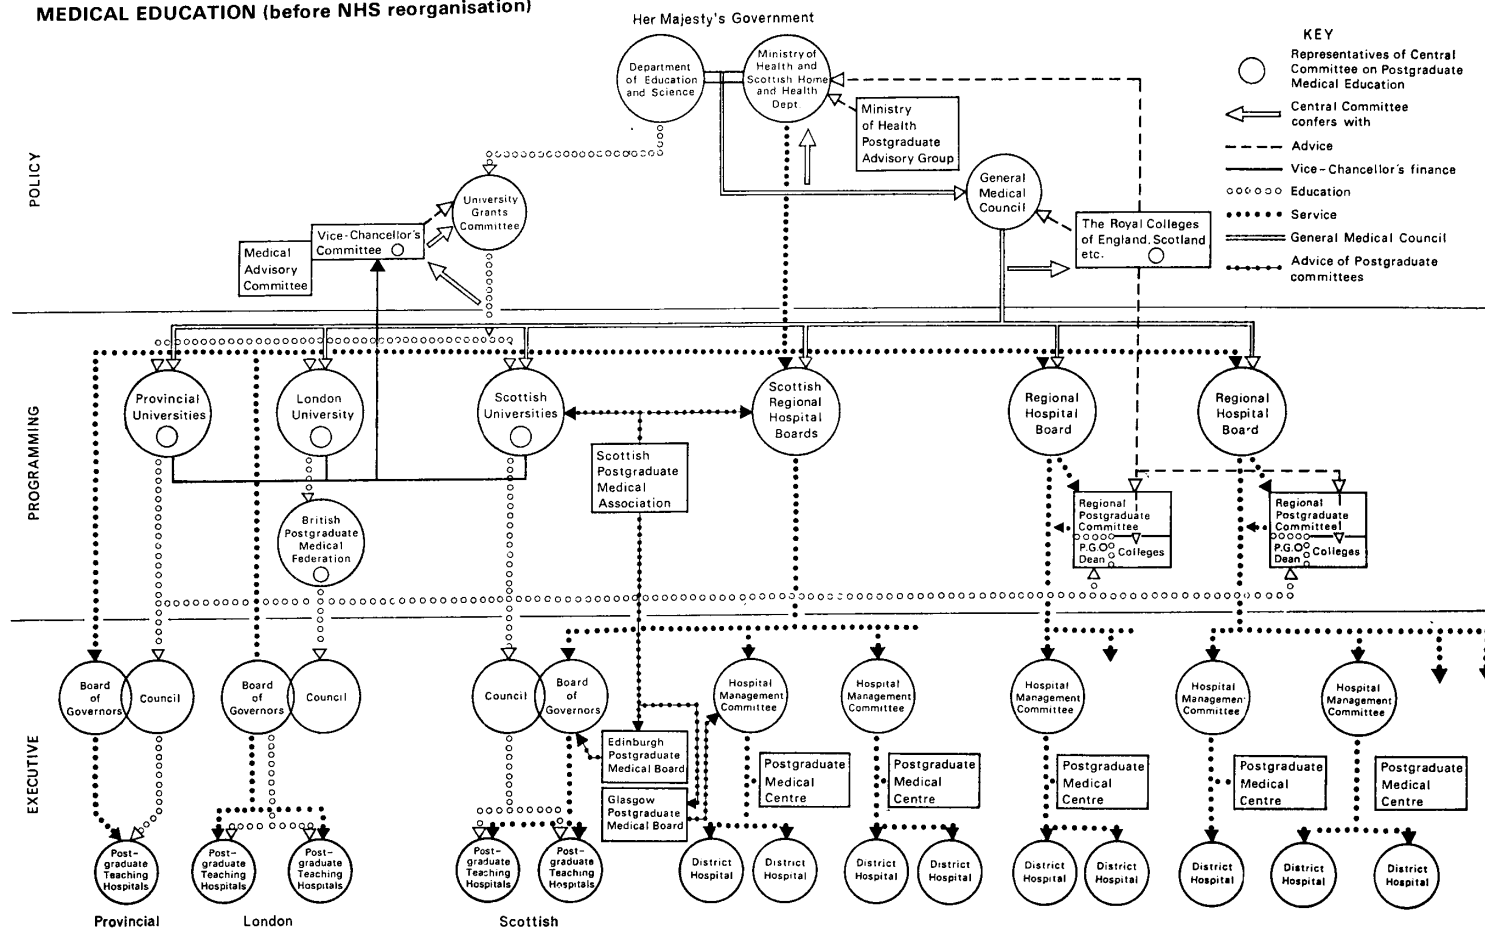 MEDICAL EDUCATION (before NHS reorganisation)
Her Majesty's Government
Department
of Education
and Science
Ministry of
Health and
Scottish Home
and Health
Dept.
Ministry
of Health
Postgraduate
Advisory Group
KEY
Representatives of Central
Committee on Postgraduate
Medical Education
Central Committee
confers with
Advice
Vice-Chancellor's finance
Education
Service
General Medical Council
Advice of Postgraduate
committees
POLICY
University
Grants
Committee
General
Medical
Council
Vice-Chancellor's
Committee
Medical
Advisory
Committee
The Royal Colleges
of England, Scotland
etc.
PROGRAMMING
Provincial
Universities
London
University
Scottish
Universities
Scottish
Regional
Hospital
Boards
Regional
Hospital
Board
Regional
Hospital
Board
Scottish
Postgraduate
Medical
Association
British
Postgraduate
Medical
Federation
Regional
Postgraduate
Committee
P.G.
Dean
Colleges
Regional
Postgraduate
Committee
P.G.
Dean
Colleges
EXECUTIVE
Board
of
Governors
Council
Board
of
Governors
Council
Council
Board
of
Governors
Hospital
Management
Committee
Hospital
Management
Committee
Hospital
Management
Committee
Hospital
Management
Committee
Hospital
Management
Committee
Edinburgh
Postgraduate
Medical Board
Glasgow
Postgraduate
Medical Board
Postgraduate
Medical
Centre
Postgraduate
Medical
Centre
Postgraduate
Medical
Centre
Postgraduate
Medical
Centre
Postgraduate
Medical
Centre
Post-
graduate
Teaching
Hospitals
Post-
graduate
Teaching
Hospitals
Post-
graduate
Teaching
Hospitals
Post-
graduate
Teaching
Hospitals
Post-
graduate
Teaching
Hospitals
District
Hospital
District
Hospital
District
Hospital
District
Hospital
District
Hospital
District
Hospital
District
Hospital
District
Hospital
District
Hospital
Provincial
London
Scottish